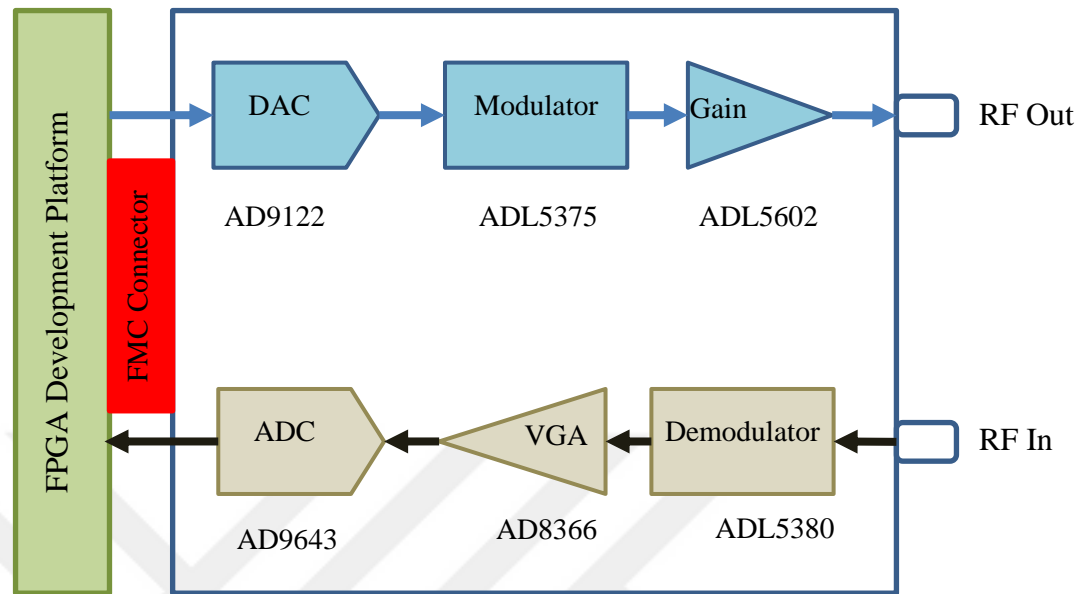 FPGA Development Platform
FMC Connector
DAC
Modulator
Gain
RF Out
AD9122
ADL5375
ADL5602
ADC
VGA
Demodulator
RF In
AD9643
AD8366
ADL5380